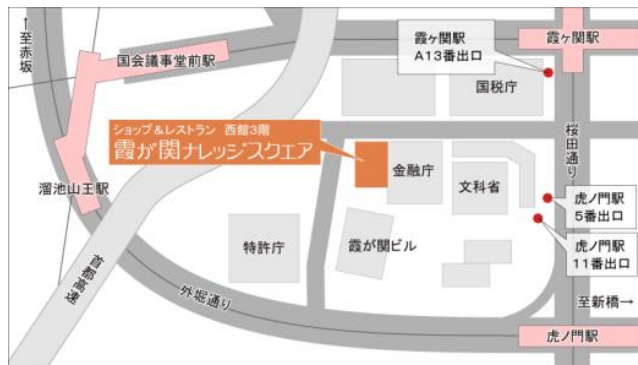 ↑至赤坂
国会議事堂前駅
霞ヶ関駅
A13番出口
霞ヶ関駅
国税庁
ショップ&レストラン 西館3階
霞が関ナレッジスクエア
桜田通り
溜池山王駅
金融庁
文科省
虎ノ門駅
5番出口
特許庁
霞が関ビル
虎ノ門駅
11番出口
首都高速
外堀通り
至新橋→
虎ノ門駅